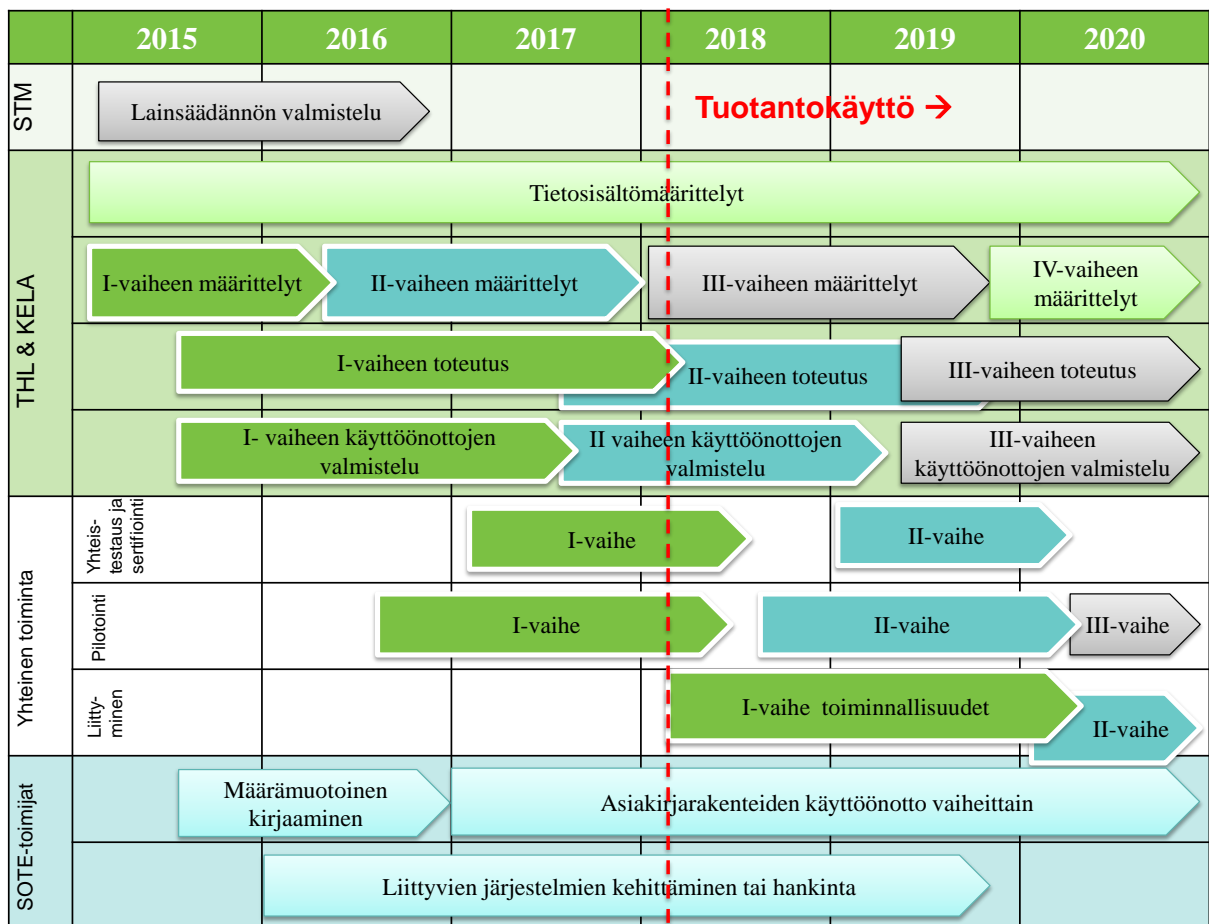 2015 2016 2017 2018 2019 2020
STM
Lainsäädännön valmistelu
Tuotantokäyttö →
THL & KELA
Tietosisältömäärittelyt
I-vaiheen määrittelyt
II-vaiheen määrittelyt
III-vaiheen määrittelyt
IV-vaiheen
määrittelyt
I-vaiheen toteutus
II-vaiheen toteutus
III-vaiheen toteutus
I- vaiheen käyttöönottojen
valmistelu
II vaiheen käyttöönottojen
valmistelu
III-vaiheen
käyttöönottojen valmistelu
Yhteinen toiminta
Yhteis-
testaus ja
sertifiointi
I-vaihe
II-vaihe
Pilotointi
I-vaihe
II-vaihe
III-vaihe
Liitty-
minen
I-vaihe toiminnallisuudet
II-vaihe
SOTE-toimijat
Määrämuotoinen
kirjaaminen
Asiakirjarakenteiden käyttöönotto vaiheittain
Liittyvien järjestelmien kehittäminen tai hankinta